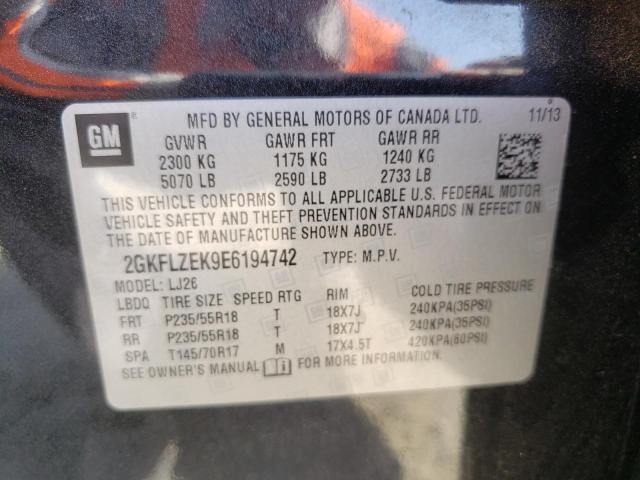 GM ® MFD BY GENERAL MOTORS OF CANADA LTD. 11/13
GVWR GAWR FRT GAWR RR
2300 KG 1175 KG 1240 KG
5070 LB 2590 LB 2733 LB
THIS VEHICLE CONFORMS TO ALL APPLICABLE U.S. FEDERAL MOTOR
VEHICLE SAFETY AND THEFT PREVENTION STANDARDS IN EFFECT ON
THE DATE OF MANUFACTURE SHOWN ABOVE.
2GKFLZEK9E6194742 TYPE: M.P.V.
MODEL: LJ26
LBDQ TIRE SIZE SPEED RTG RIM COLD TIRE PRESSURE
FRT P235/55R18 T 18X7J 240KPA(35PSI)
RR P235/55R18 T 18X7J 240KPA(35PSI)
SPA T145/70R17 M 17X4.5T 420KPA(60PSI)
SEE OWNER'S MANUAL FOR MORE INFORMATION